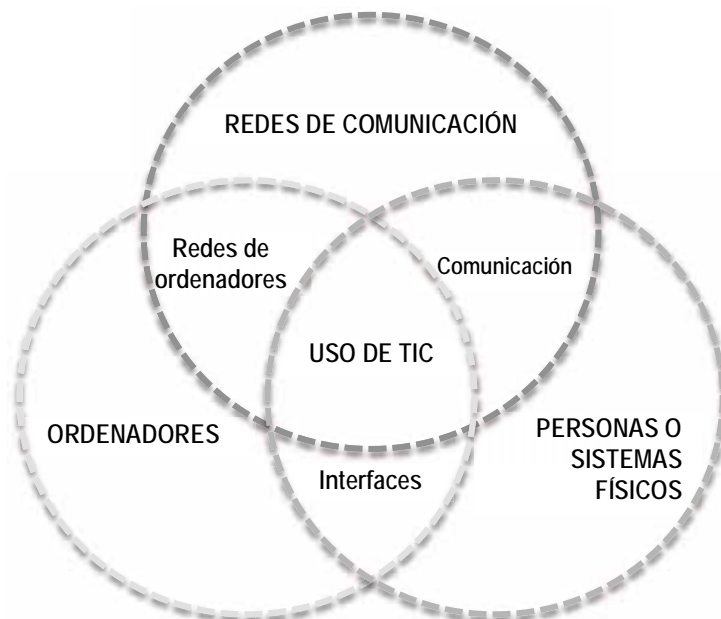 REDES DE COMUNICACIÓN
Redes de
ordenadores
Comunicación
USO DE TIC
ORDENADORES
PERSONAS O
SISTEMAS
FÍSICOS
Interfaces